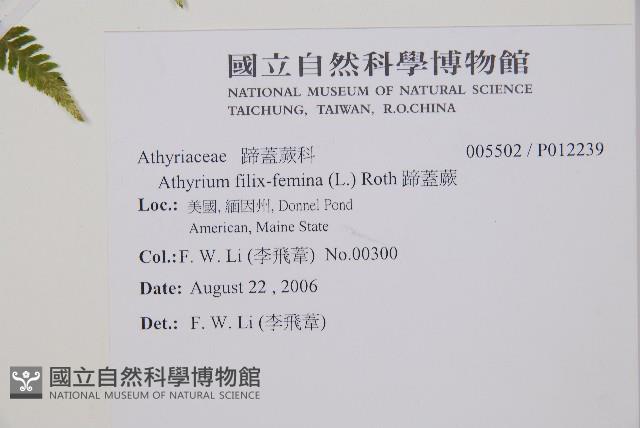 國立自然科學博物館
NATIONAL MUSEUM OF NATURAL SCIENCE
TAICHUNG, TAIWAN, R.O.CHINA
Athyriaceae 蹄蓋蕨科 005502 / P012239
Athyrium filix-femina (L.) Roth 蹄蓋蕨
Loc.: 美國, 緬因州, Donnel Pond
American, Maine State
Col.:F. W. Li (李飛葦) No.00300
Date: August 22 , 2006
Det.: F. W. Li (李飛葦)
國立自然科學博物館
NATIONAL MUSEUM OF NATURAL SCIENCE